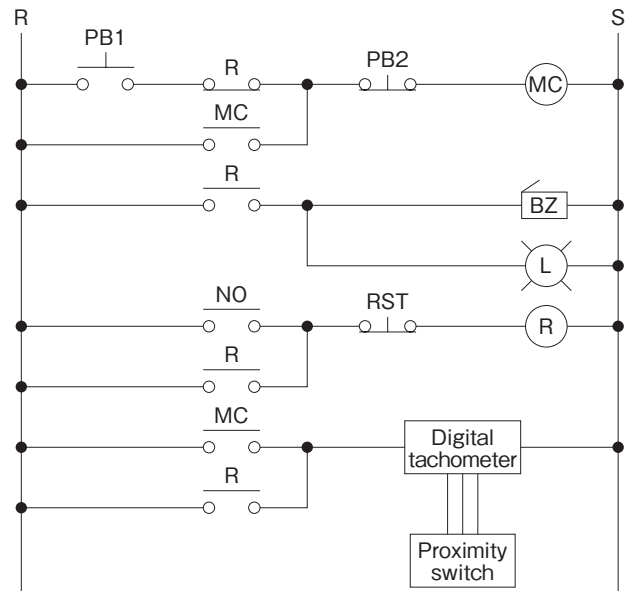 R S
PB1
R PB2
MC
MC
R
BZ
L
NO RST
R
R
MC
Digital
tachometer
R
Proximity
switch